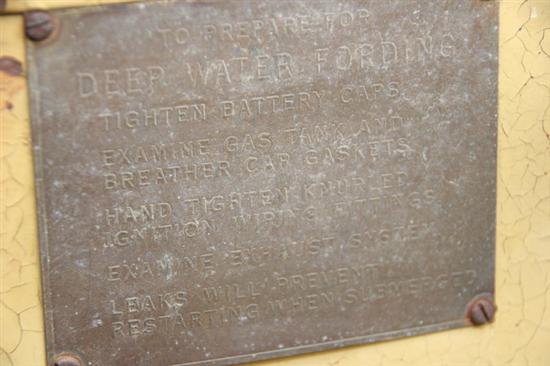 TO PREPARE FOR
DEEP WATER FORDING
TIGHTEN BATTERY CAPS
EXAMINE GAS TANK AND
BREATHER CAP GASKETS
HAND TIGHTEN KNURLED
IGNITION WIRING FITTINGS
EXAMINE EXHAUST SYSTEM
LEAKS WILL PREVENT
RESTARTING WHEN SUBMERGED